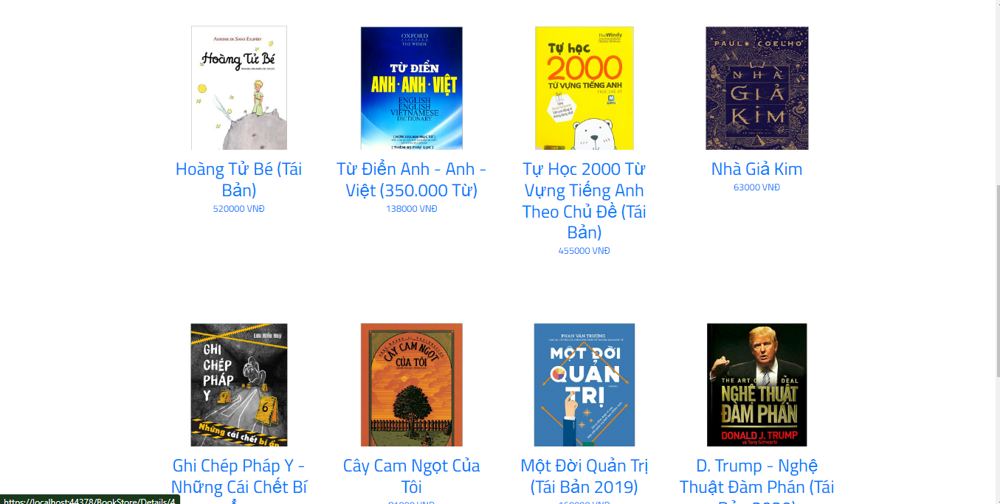 ANTOINE DE SAINT-EXUPÉRY
Hoàng Tử Bé
OXFORD
THE WINDY
TỪ ĐIỂN
ANH·ANH·VIỆT
ENGLISH
ENGLISH
VIETNAMESE
DICTIONARY
[ HƠN 350.000 MỤC TỪ ]
[ THÊM 85 PHỤ LỤC ]
TheWindy
Tự học
2000
TỪ VỰNG TIẾNG ANH
THEO CHỦ ĐỀ
PAULO COELHO
NHÀ
GIẢ
KIM
Hoàng Tử Bé (Tái
Bản)
520000 VNĐ
Từ Điển Anh - Anh -
Việt (350.000 Từ)
138000 VNĐ
Tự Học 2000 Từ
Vựng Tiếng Anh
Theo Chủ Đề (Tái
Bản)
455000 VNĐ
Nhà Giả Kim
63000 VNĐ
Lưu Hiểu Huy
GHI
CHÉP
PHÁP
Y
6
Những cái chết bí ẩn
CÂY CAM NGỌT
CỦA TÔI
PHAN VĂN TRƯỜNG
MỘT ĐỜI
QUẢN
TRỊ
THE ART OF THE DEAL
NGHỆ THUẬT
ĐÀM PHÁN
DONALD J. TRUMP
và Tony Schwartz
Ghi Chép Pháp Y -
Những Cái Chết Bí
Cây Cam Ngọt Của
Tôi
Một Đời Quản Trị
(Tái Bản 2019)
D. Trump - Nghệ
Thuật Đàm Phán (Tái
https://localhost:44378/BookStore/Details/4